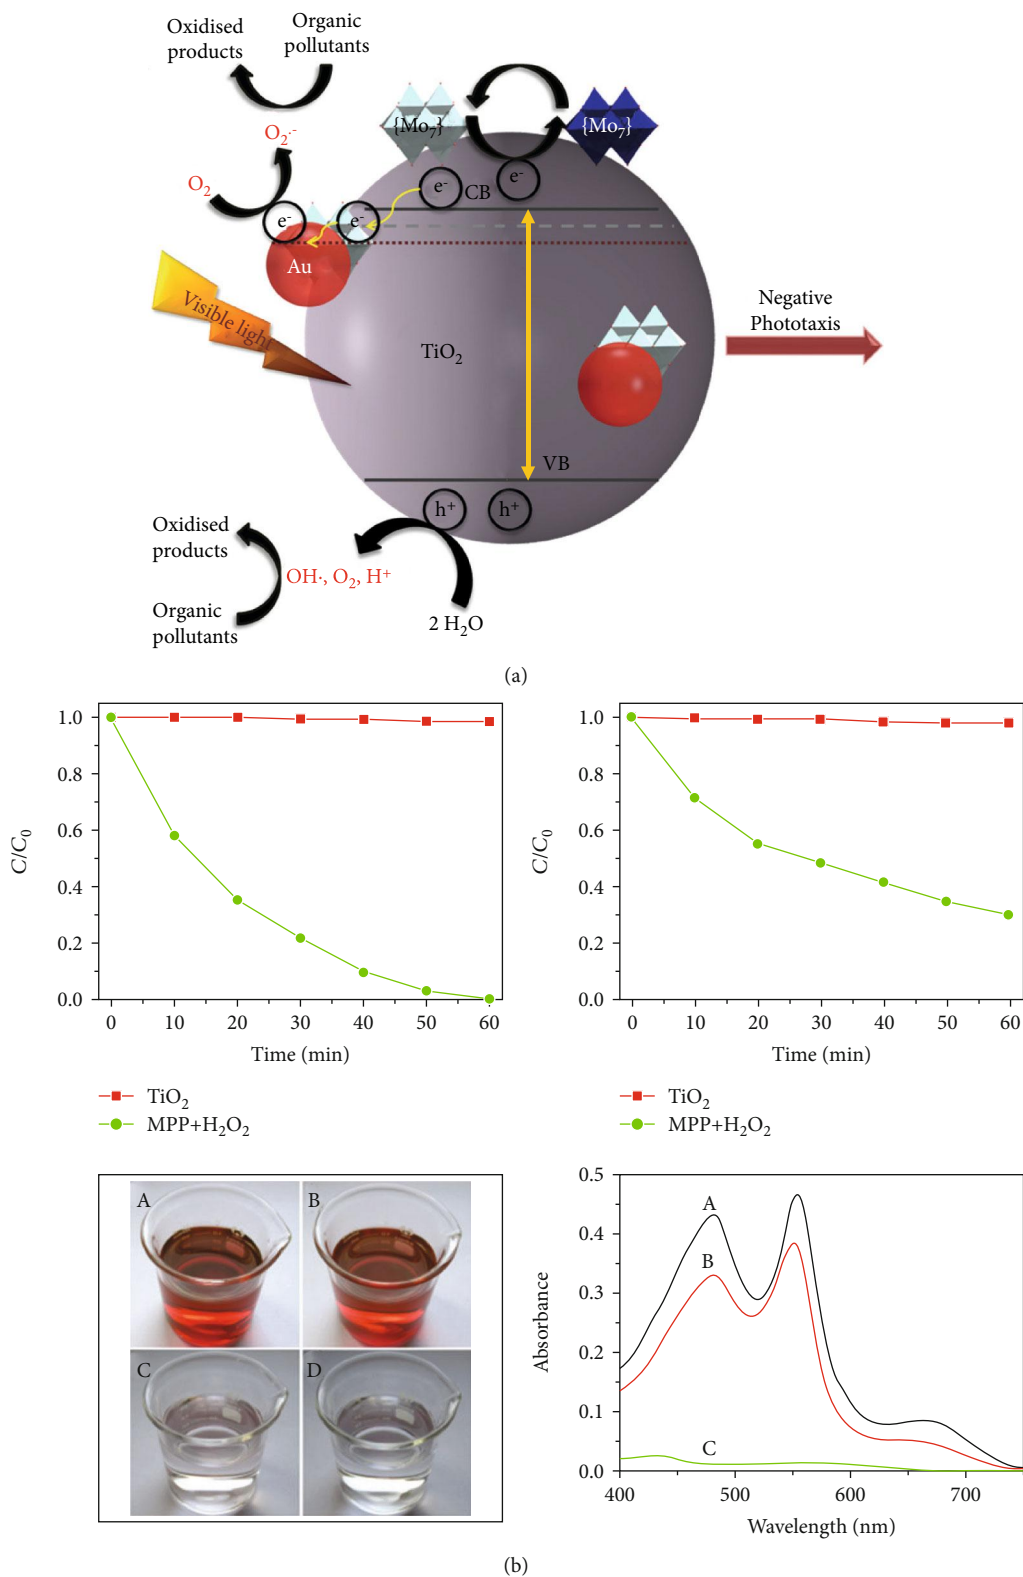 Oxidised
products
Organic
pollutants
O₂·⁻
O₂
{Mo₇}
{Mo₇}
e⁻
e⁻
CB
e⁻
e⁻
Au
Visible light
TiO₂
Negative
Phototaxis
VB
h⁺
h⁺
Oxidised
products
OH·, O₂, H⁺
Organic
pollutants
2 H₂O
(a)
1.0
0.8
0.6
0.4
0.2
0.0
C/C₀
0 10 20 30 40 50 60
Time (min)
TiO₂
MPP+H₂O₂
1.0
0.8
0.6
0.4
0.2
0.0
C/C₀
0 10 20 30 40 50 60
Time (min)
TiO₂
MPP+H₂O₂
A
B
C
D
0.5
0.4
0.3
0.2
0.1
0.0
Absorbance
A
B
C
400 500 600 700
Wavelength (nm)
(b)